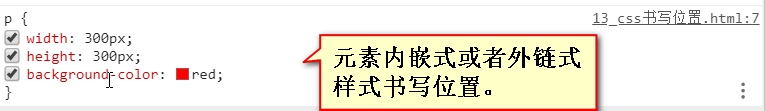 p {
13_css书写位置.html:7
width: 300px;
height: 300px;
background-color: red;
}
元素内嵌式或者外链式
样式书写位置。